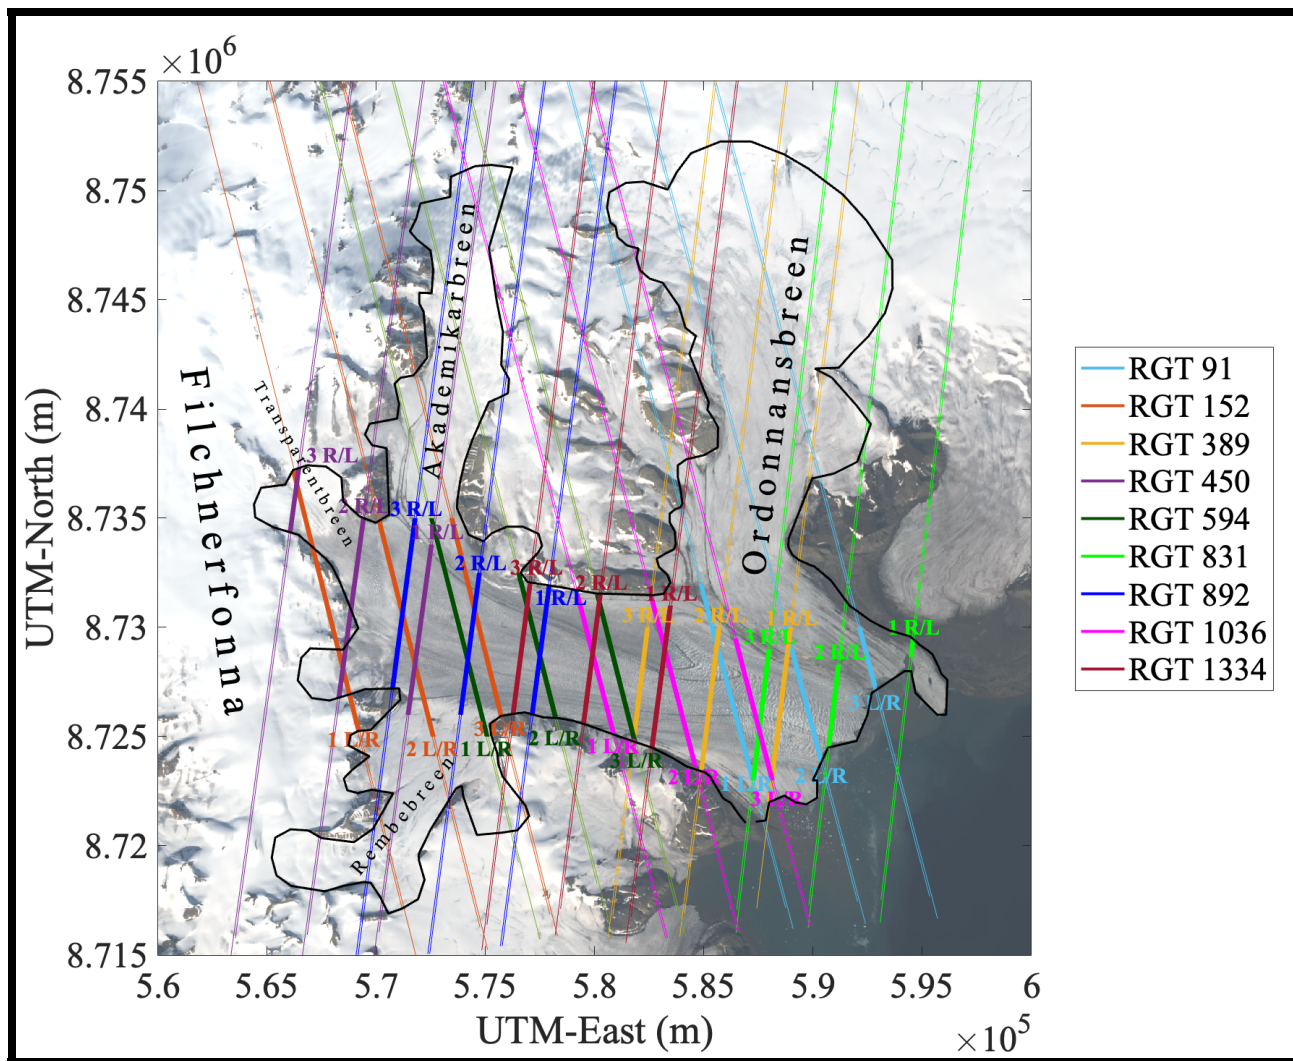 ×10^6
8.755
8.75
8.745
8.74
8.735
8.73
8.725
8.72
8.715
UTM-North (m)
5.6
5.65
5.7
5.75
5.8
5.85
5.9
5.95
6
UTM-East (m)
×10^5
Filchnerfonna
Transparentbreen
Akademikarbreen
Ordonnansbreen
Rembebreen
3 R/L
2 R/L
3 R/L
1 R/L
2 R/L
3 R/L
1 R/L
2 R/L
1 R/L
3 R/L
2 R/L
1 R/L
3 R/L
2 R/L
1 R/L
3 L/R
1 L/R
2 L/R
3 L/R
1 L/R
2 L/R
1 L/R
3 L/R
2 L/R
1 L/R
2 L/R
3 L/R
RGT 91
RGT 152
RGT 389
RGT 450
RGT 594
RGT 831
RGT 892
RGT 1036
RGT 1334